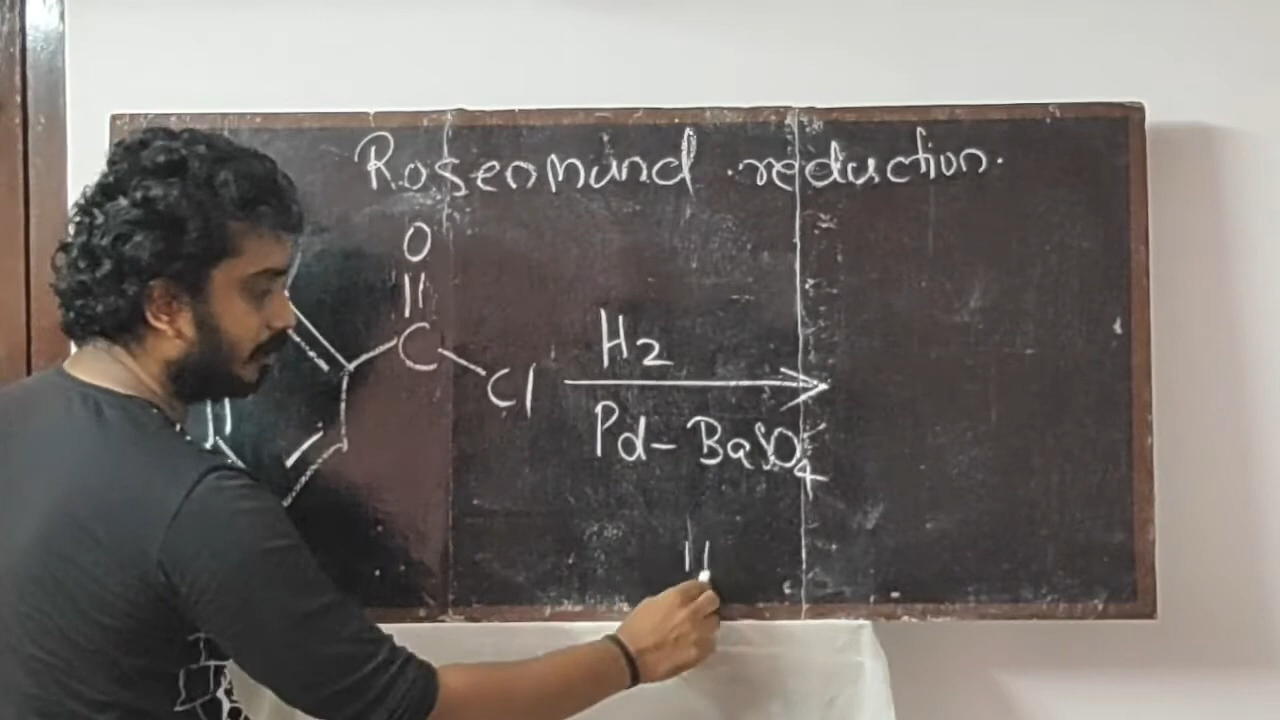 Rosenmund reduction.
O
C
Cl
H2
Pd-BaSO4